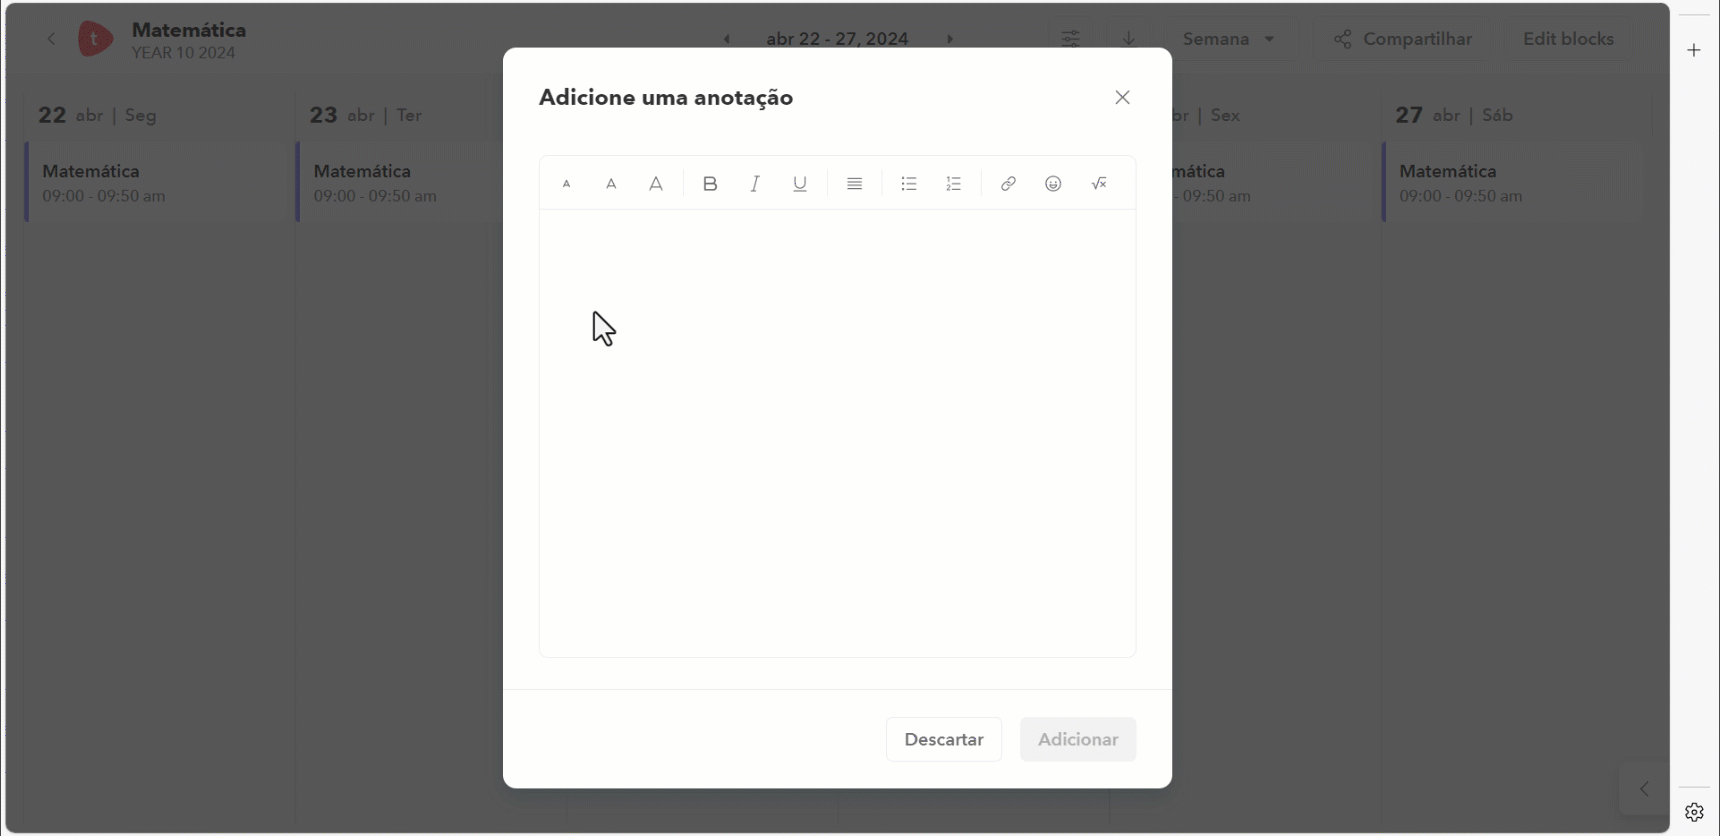 t
Matemática
YEAR 10 2024
abr 22 - 27, 2024
Semana
Compartilhar
Edit blocks
22 abr | Seg
23 abr | Ter
br | Sex
27 abr | Sáb
Matemática
09:00 - 09:50 am
Matemática
09:00 - 09:50 am
mática
- 09:50 am
Matemática
09:00 - 09:50 am
Adicione uma anotação
A A A B I U
Descartar
Adicionar